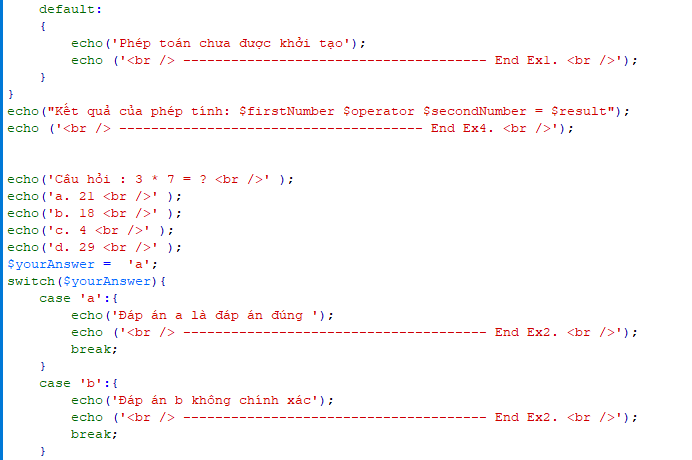 default:
{
echo('Phép toán chưa được khởi tạo');
echo ('<br /> -------------------------------------- End Ex1. <br />');
}
}
echo("Kết quả của phép tính: $firstNumber $operator $secondNumber = $result");
echo ('<br /> -------------------------------------- End Ex4. <br />');
echo('Câu hỏi : 3 * 7 = ? <br />' );
echo('a. 21 <br />' );
echo('b. 18 <br />' );
echo('c. 4 <br />' );
echo('d. 29 <br />' );
$yourAnswer =  'a';
switch($yourAnswer){
case 'a':{
echo('Đáp án a là đáp án đúng ');
echo ('<br /> -------------------------------------- End Ex2. <br />');
break;
}
case 'b':{
echo('Đáp án b không chính xác');
echo ('<br /> -------------------------------------- End Ex2. <br />');
break;
}